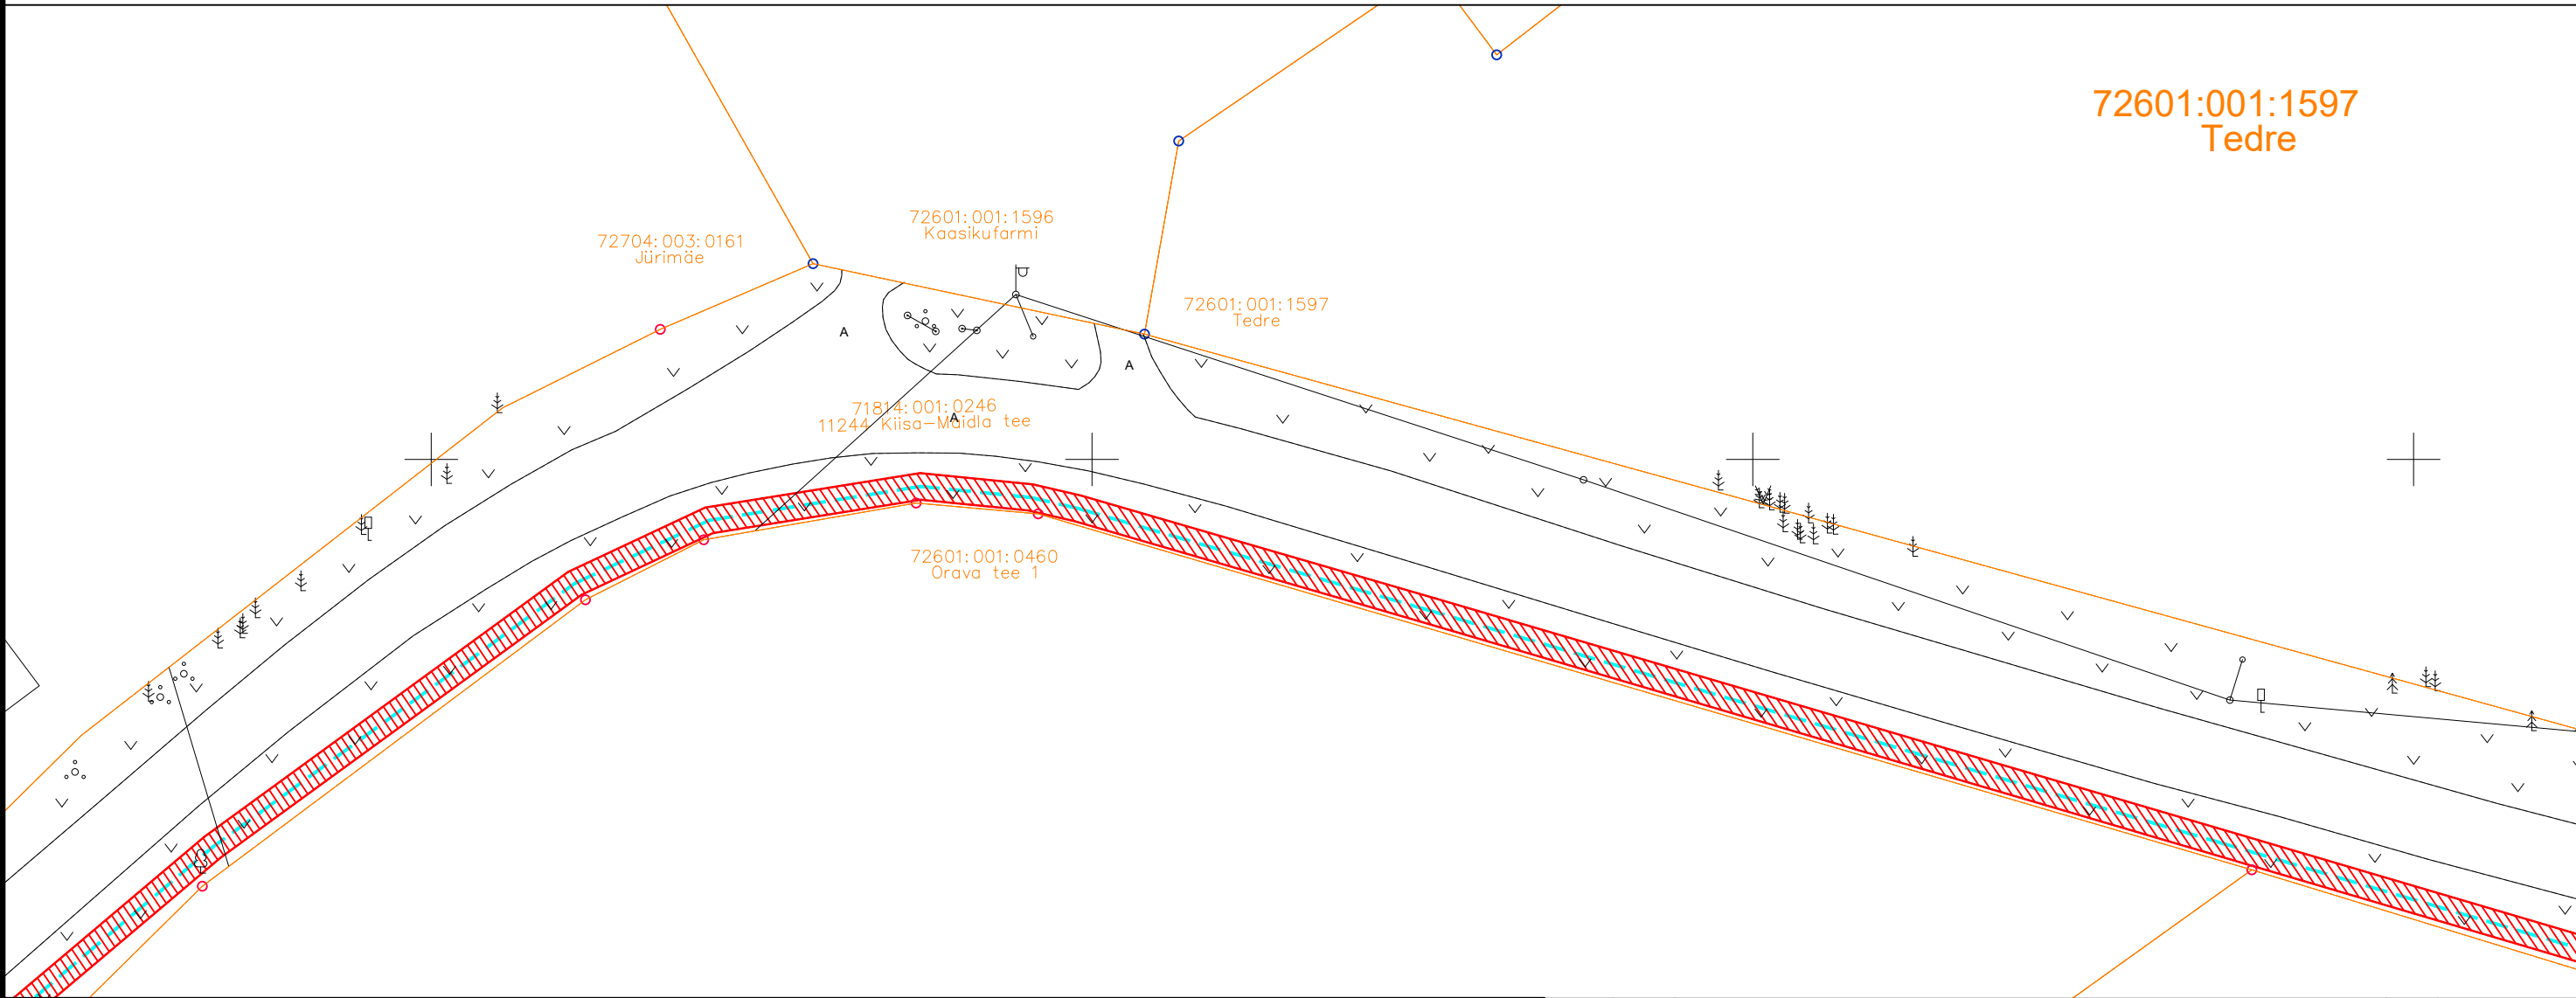 72601:001:1597
Tedre
72601:001:1596
Kaasikufarmi
72704:003:0161
Jürimäe
72601:001:1597
Tedre
A
A
71814:001:0246
A
11244 Kiisa-Maidla tee
72601:001:0460
Orava tee 1